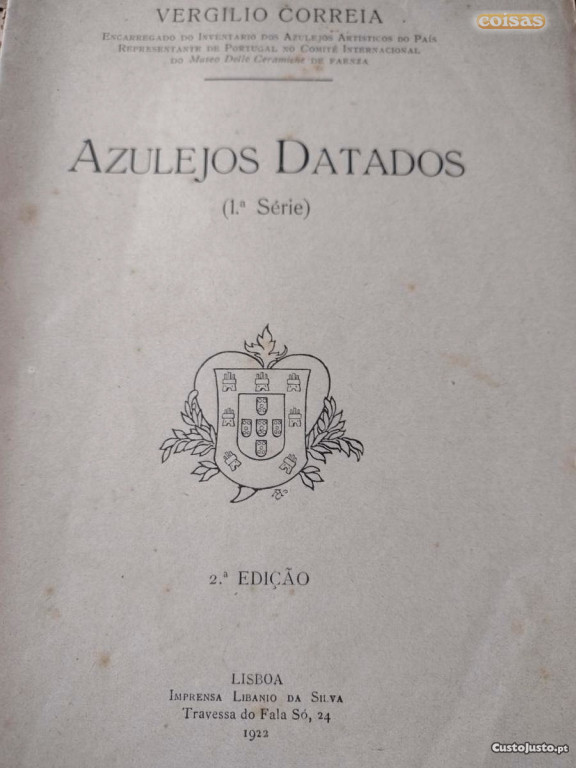 coisas
VERGILIO CORREIA
ENCARREGADO DO INVENTARIO DOS AZULEJOS ARTISTICOS DO PAÍS
REPRESENTANTE DE PORTUGAL NO COMITÉ INTERNACIONAL
DO Museo Delle Ceramiche DE FAENZA
AZULEJOS DATADOS
(1.ª Série)
2.ª EDIÇÃO
LISBOA
IMPRENSA LIBANIO DA SILVA
Travessa do Fala Só, 24
1922
CustoJusto.pt